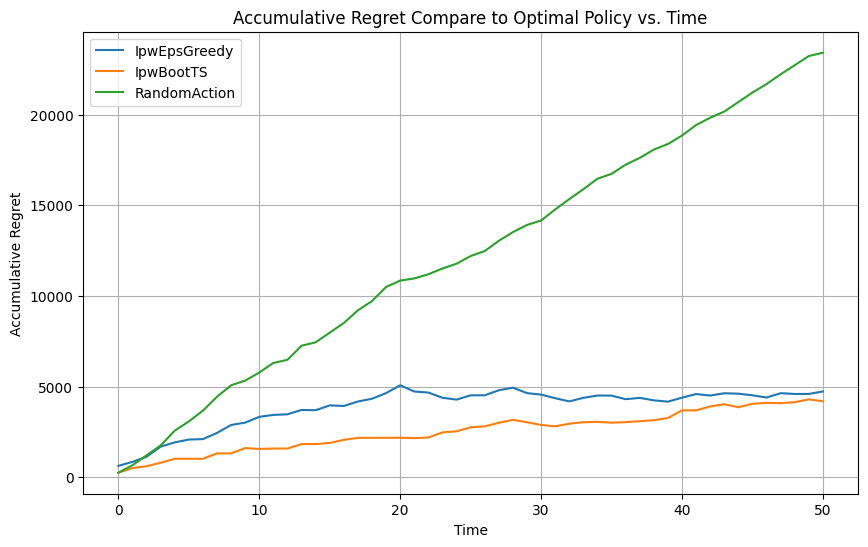 Accumulative Regret Compare to Optimal Policy vs. Time
IpwEpsGreedy
IpwBootTS
RandomAction
Accumulative Regret
20000
15000
10000
5000
0
0 10 20 30 40 50
Time